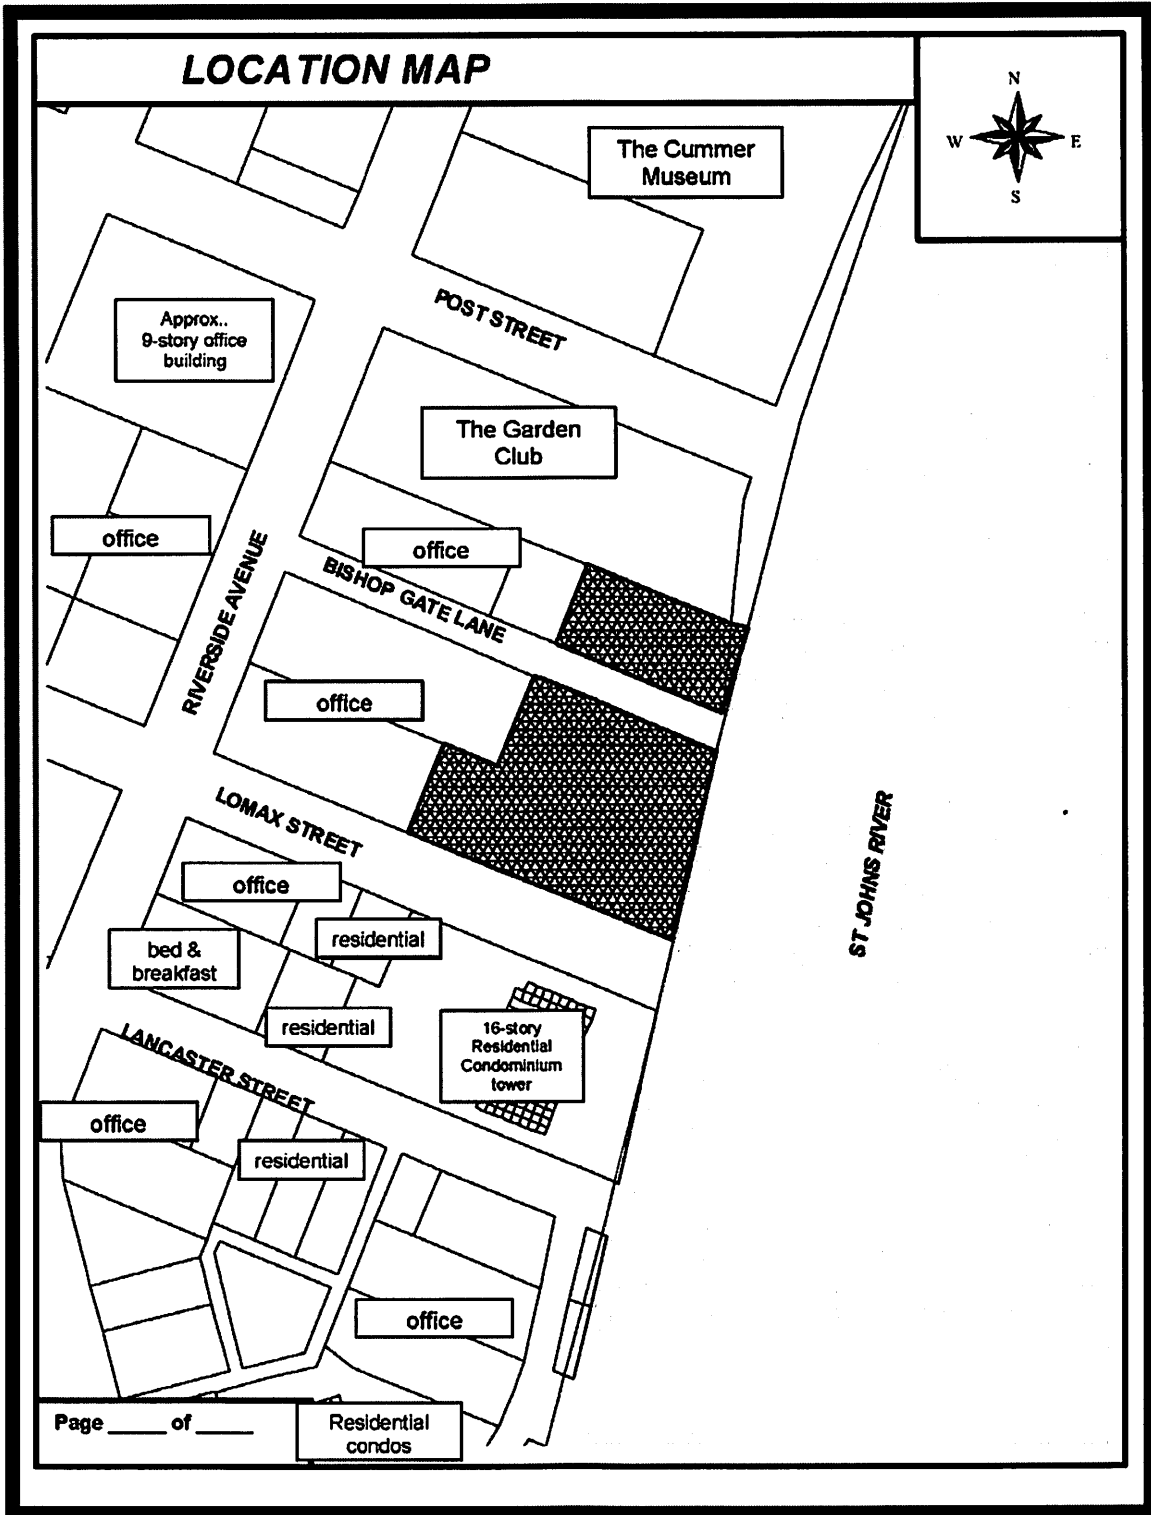 LOCATION MAP
N
W E
S
The Cummer
Museum
POST STREET
Approx..
9-story office
building
The Garden
Club
office
office
BISHOP GATE LANE
RIVERSIDE AVENUE
office
LOMAX STREET
ST JOHNS RIVER
office
residential
bed &
breakfast
residential
16-story
Residential
Condominium
tower
LANCASTER STREET
office
residential
office
Page _____ of _____
Residential
condos